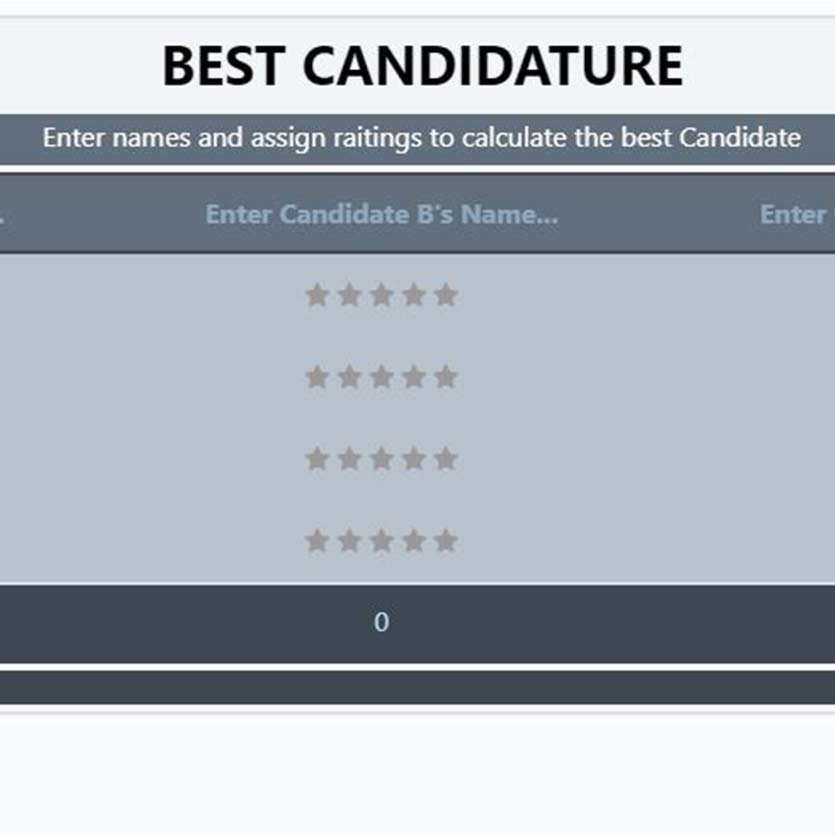 BEST CANDIDATURE
Enter names and assign raitings to calculate the best Candidate
. Enter Candidate B's Name... Enter
0